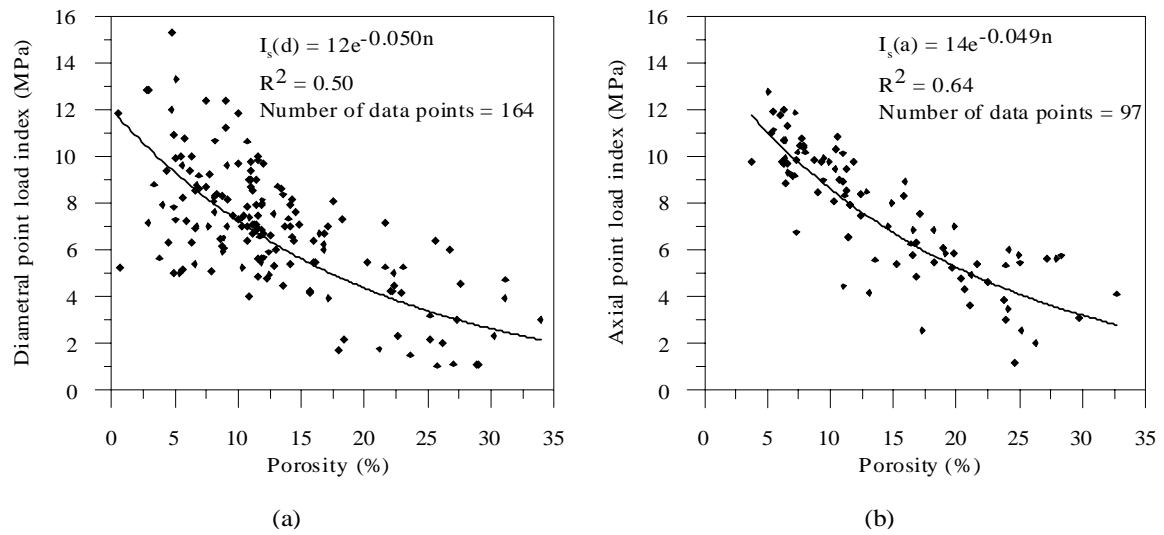 16
14
12
10
8
6
4
2
0
Diametral point load index (MPa)
I_s(d) = 12e^-0.050n
R^2 = 0.50
Number of data points = 164
0 5 10 15 20 25 30 35
Porosity (%)
(a)
16
14
12
10
8
6
4
2
0
Axial point load index (MPa)
I_s(a) = 14e^-0.049n
R^2 = 0.64
Number of data points = 97
0 5 10 15 20 25 30 35
Porosity (%)
(b)